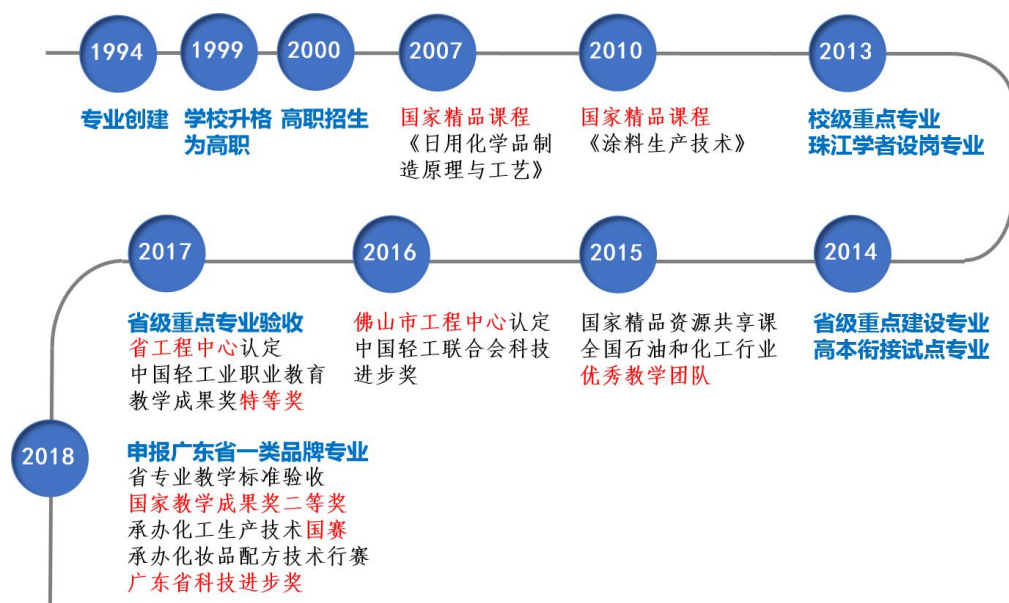 1994
专业创建
1999
学校升格
为高职
2000
高职招生
2007
国家精品课程
《日用化学品制
造原理与工艺》
2010
国家精品课程
《涂料生产技术》
2013
校级重点专业
珠江学者设岗专业
2014
省级重点建设专业
高本衔接试点专业
2015
国家精品资源共享课
全国石油和化工行业
优秀教学团队
2016
佛山市工程中心认定
中国轻工联合会科技
进步奖
2017
省级重点专业验收
省工程中心认定
中国轻工业职业教育
教学成果奖特等奖
2018
申报广东省一类品牌专业
省专业教学标准验收
国家教学成果奖二等奖
承办化工生产技术国赛
承办化妆品配方技术行赛
广东省科技进步奖